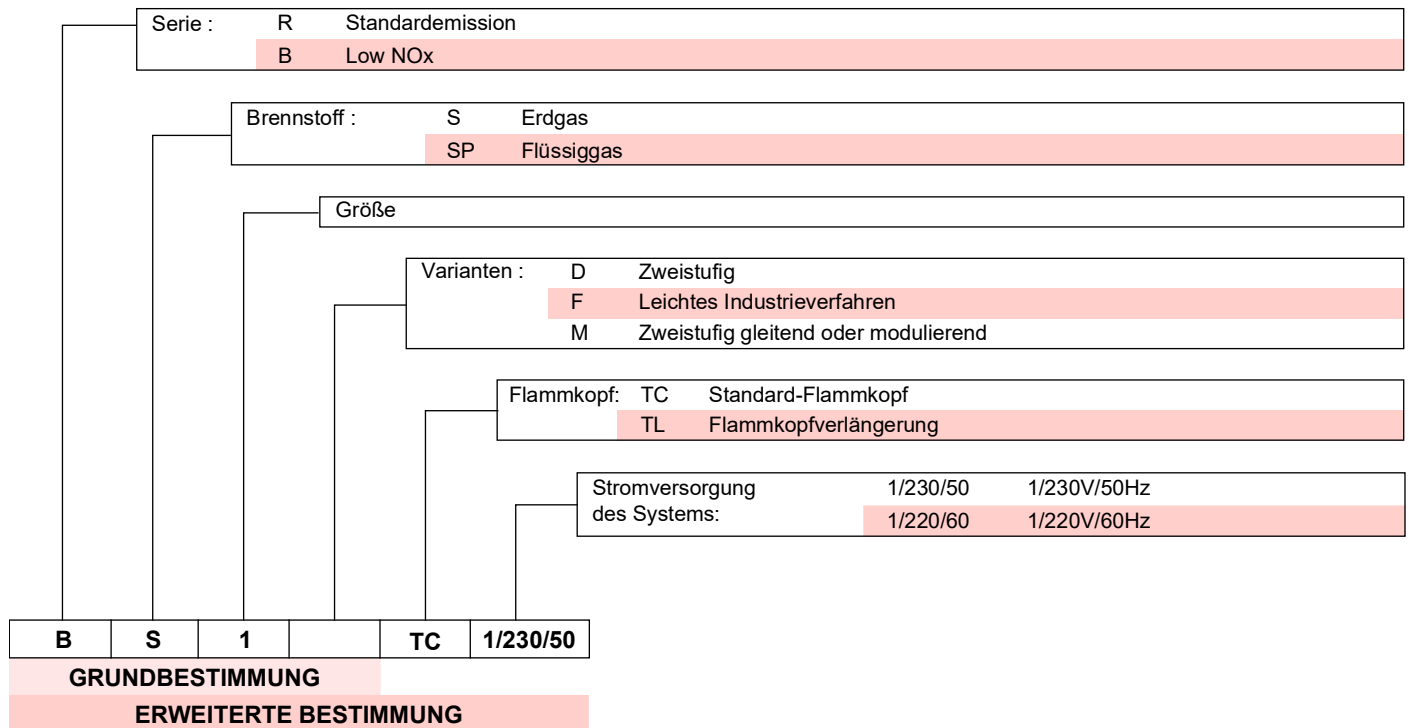 Serie : R Standardemission
B Low NOx
Brennstoff : S Erdgas
SP Flüssiggas
Größe
Varianten : D Zweistufig
F Leichtes Industrieverfahren
M Zweistufig gleitend oder modulierend
Flammkopf: TC Standard-Flammkopf
TL Flammkopfverlängerung
Stromversorgung 1/230/50 1/230V/50Hz
des Systems: 1/220/60 1/220V/60Hz
B S 1 TC 1/230/50
GRUNDBESTIMMUNG
ERWEITERTE BESTIMMUNG